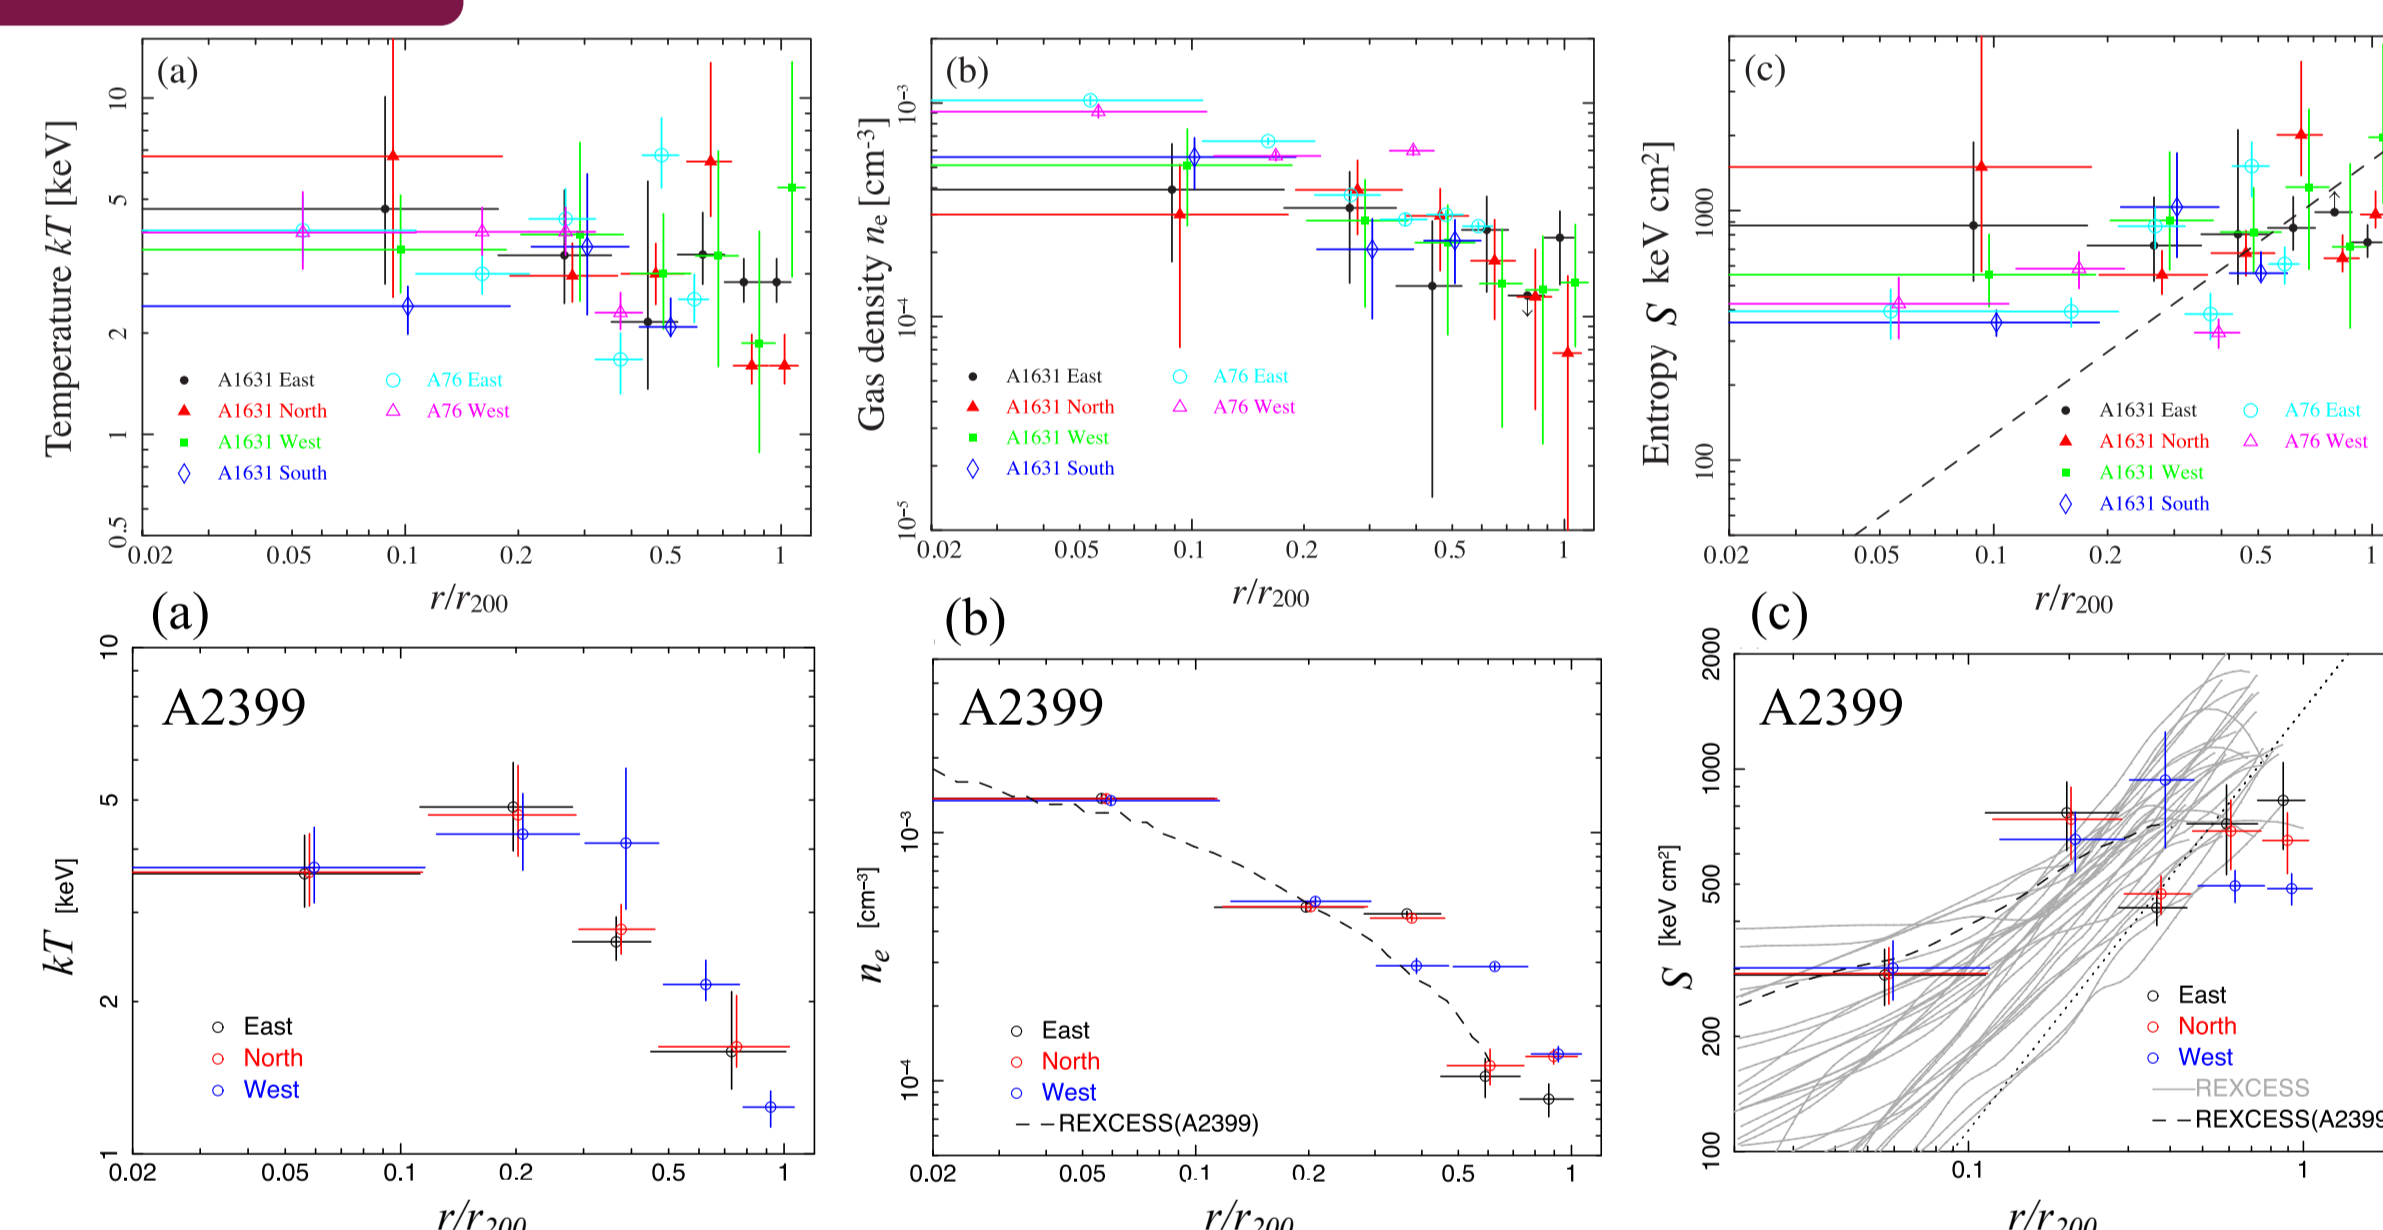 (a)
Temperature kT [keV]
10
5
2
1
0.5
A1631 East
A1631 North
A1631 West
A1631 South
A76 East
A76 West
0.02 0.05 0.1 0.2 0.5 1
r/r200
(b)
Gas density ne [cm-3]
10-3
10-4
10-5
A1631 East
A1631 North
A1631 West
A1631 South
A76 East
A76 West
0.02 0.05 0.1 0.2 0.5 1
r/r200
(c)
Entropy S keV cm2]
1000
100
A1631 East
A1631 North
A1631 West
A1631 South
A76 East
A76 West
0.02 0.05 0.1 0.2 0.5 1
r/r200
(a)
A2399
kT [keV]
10
5
2
1
East
North
West
0.02 0.05 0.1 0.2 0.5 1
r/r200
(b)
A2399
ne [cm-3]
10-3
10-4
East
North
West
REXCESS(A2399)
0.02 0.05 0.1 0.2 0.5 1
r/r200
(c)
A2399
S [keV cm2]
2000
1000
500
200
100
East
North
West
REXCESS
REXCESS(A2399
0.1 1
r/r200